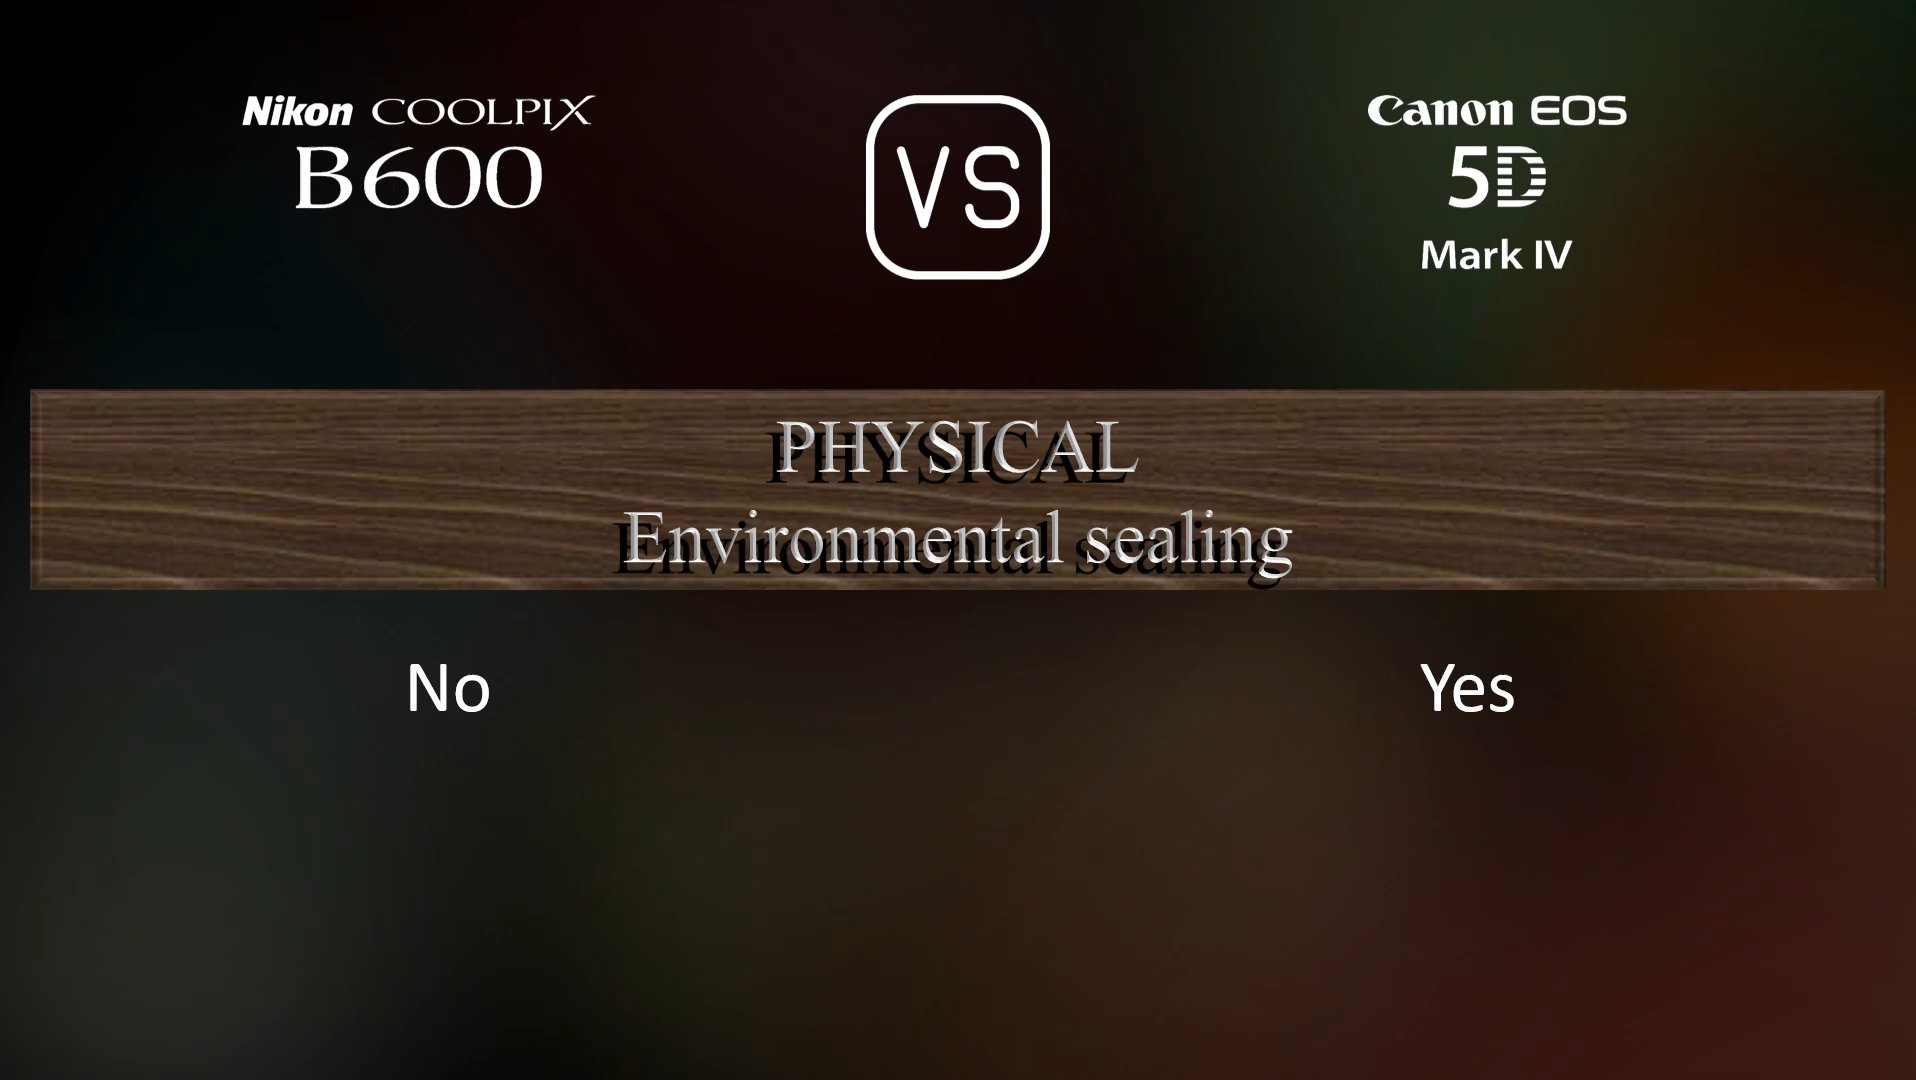 Nikon COOLPIX
B600
VS
Canon EOS
5D
Mark IV
PHYSICAL
Environmental sealing
No
Yes